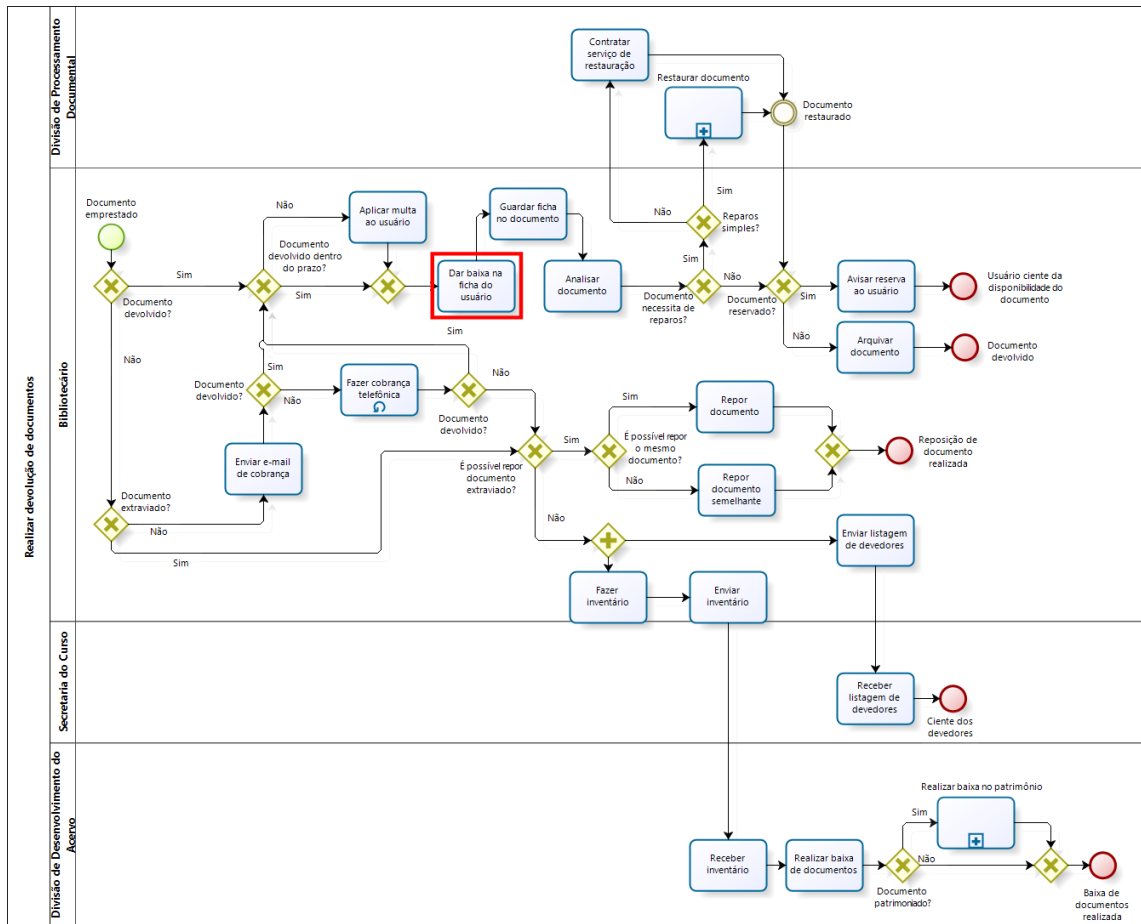 Realizar devolução de documentos
Divisão de Processamento
Documental
Contratar
serviço de
restauração
Restaurar documento
Documento
restaurado
Bibliotecário
Documento
emprestado
Documento
devolvido?
Sim
Não
Não
Documento
devolvido dentro
do prazo?
Sim
Aplicar multa
ao usuário
Dar baixa na
ficha do
usuário
Guardar ficha
no documento
Analisar
documento
Documento
necessita de
reparos?
Sim
Não
Reparos
simples?
Sim
Não
Documento
reservado?
Sim
Não
Avisar reserva
ao usuário
Usuário ciente da
disponibilidade do
documento
Arquivar
documento
Documento
devolvido
Documento
devolvido?
Sim
Não
Fazer cobrança
telefônica
Sim
Não
Documento
devolvido?
Enviar e-mail
de cobrança
Documento
extraviado?
Não
Sim
É possível repor
documento
extraviado?
Sim
Não
É possível repor
o mesmo
documento?
Sim
Não
Repor
documento
Repor
documento
semelhante
Reposição de
documento
realizada
Enviar listagem
de devedores
Fazer
inventário
Enviar
inventário
Secretaria do Curso
Receber
listagem de
devedores
Ciente dos
devedores
Divisão de Desenvolvimento do
Acervo
Receber
inventário
Realizar baixa
de documentos
Documento
patrimoniado?
Sim
Não
Realizar baixa no patrimônio
Baixa de
documentos
realizada